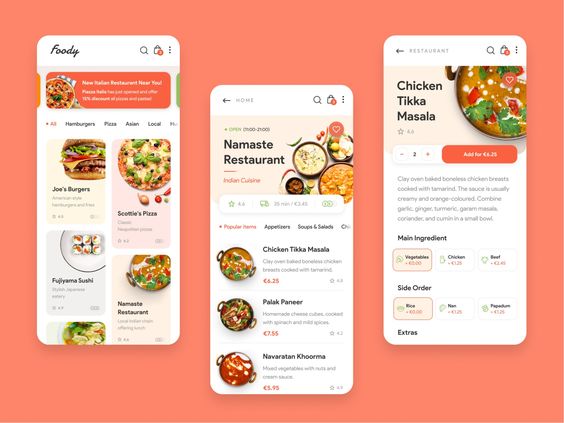 Foody
New Italian Restaurant Near You!
Piazza Italia has just opened and offer
15% discount at pizzas and pastas!
All Hamburgers Pizza Asian Local
Joe's Burgers
American style
hamburgers and fries
4.5
Scottie's Pizza
Classic
Neapolitan pizzas
Fujiyama Sushi
Stylish Japanese
eatery
4.9
Namaste
Restaurant
Local Indian chain
offering lunch
HOME
OPEN (11:00-21:00)
Namaste
Restaurant
Indian Cuisine
4.6 35 min / €3.45
Popular Items Appetizers Soups & Salads
Chicken Tikka Masala
Clay oven baked boneless chicken
breasts cooked with tamarind.
€6.25 4.8
Palak Paneer
Homemade cheese cubes, cooked
with spinach and mild spices.
€7.55 4.2
Navaratan Khoorma
Mixed vegetables with nuts and
cream sauce.
€5.95
RESTAURANT
Chicken
Tikka
Masala
4.6
− 2 + Add for €6.25
Clay oven baked boneless chicken breasts
cooked with tamarind. The sauce is usually
creamy and orange-coloured. Combine
garlic, ginger, turmeric, garam masala,
coriander, and cumin in a small bowl.
Main Ingredient
Vegetables Chicken Beef
+ €0.00 + €1.25 + €2.45
Side Order
Rice Nan Papadum
+ €0.00 + €1.25 + €1.25
Extras